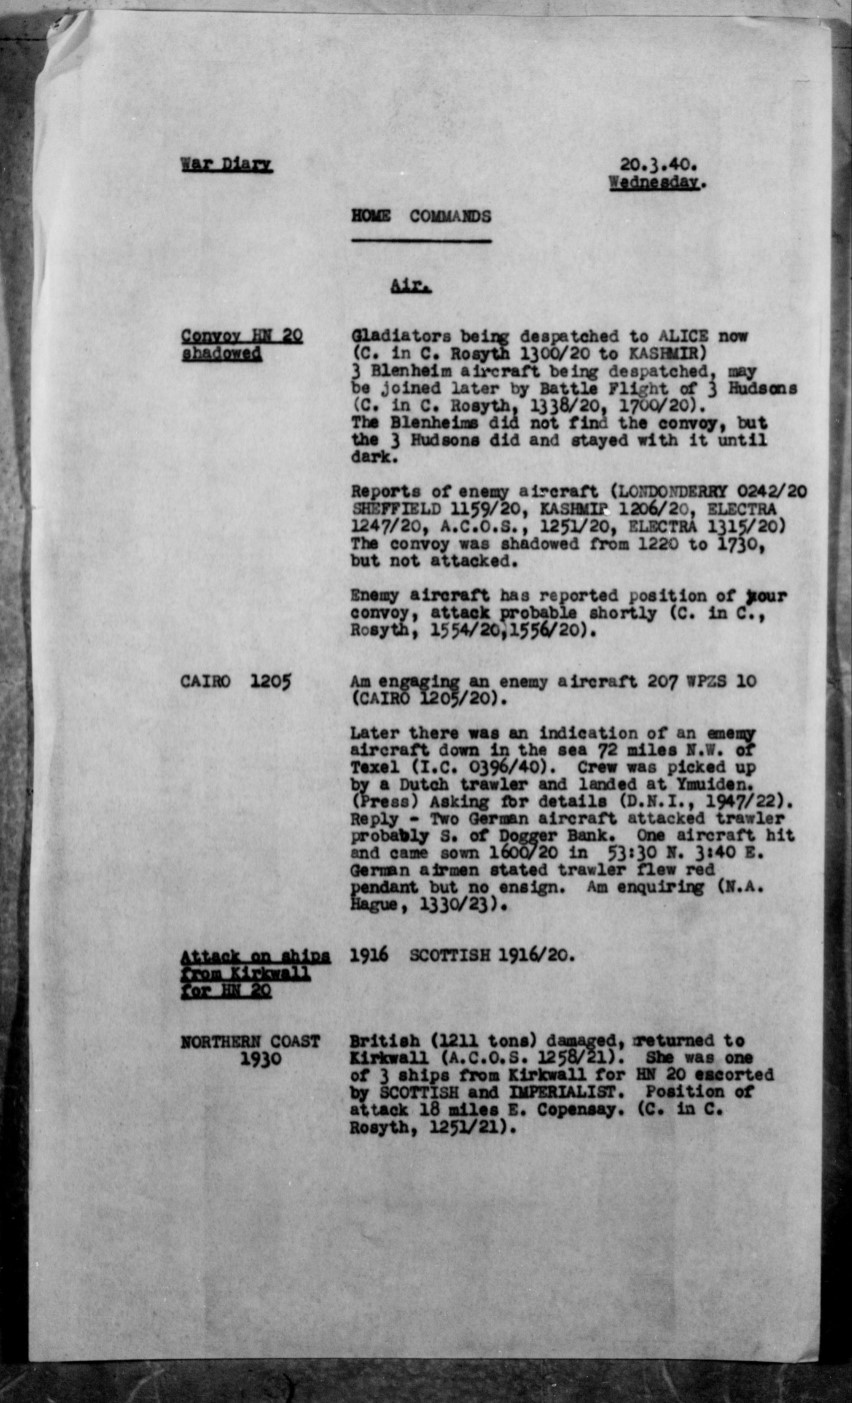 War Diary 20.3.40.
Wednesday.
HOME COMMANDS
Air.
Convoy HN 20 Gladiators being despatched to ALICE now
shadowed (C. in C. Rosyth 1300/20 to KASHMIR)
3 Blenheim aircraft being despatched, may
be joined later by Battle Flight of 3 Hudsons
(C. in C. Rosyth, 1338/20, 1700/20).
The Blenheims did not find the convoy, but
the 3 Hudsons did and stayed with it until
dark.
Reports of enemy aircraft (LONDONDERRY 0242/20
SHEFFIELD 1159/20, KASHMIR 1206/20, ELECTRA
1247/20, A.C.O.S., 1251/20, ELECTRA 1315/20)
The convoy was shadowed from 1220 to 1730,
but not attacked.
Enemy aircraft has reported position of your
convoy, attack probable shortly (C. in C.,
Rosyth, 1554/20,1556/20).
CAIRO 1205 Am engaging an enemy aircraft 207 WPZS 10
(CAIRO 1205/20).
Later there was an indication of an enemy
aircraft down in the sea 72 miles N.W. of
Texel (I.C. 0396/40). Crew was picked up
by a Dutch trawler and landed at Ymuiden.
(Press) Asking for details (D.N.I., 1947/22).
Reply - Two German aircraft attacked trawler
probably S. of Dogger Bank. One aircraft hit
and came sown 1600/20 in 53:30 N. 3:40 E.
German airmen stated trawler flew red
pendant but no ensign. Am enquiring (N.A.
Hague, 1330/23).
Attack on ships 1916 SCOTTISH 1916/20.
from Kirkwall
for HN 20
NORTHERN COAST British (1211 tons) damaged, returned to
1930 Kirkwall (A.C.O.S. 1258/21). She was one
of 3 ships from Kirkwall for HN 20 escorted
by SCOTTISH and IMPERIALIST. Position of
attack 18 miles E. Copensay. (C. in C.
Rosyth, 1251/21).